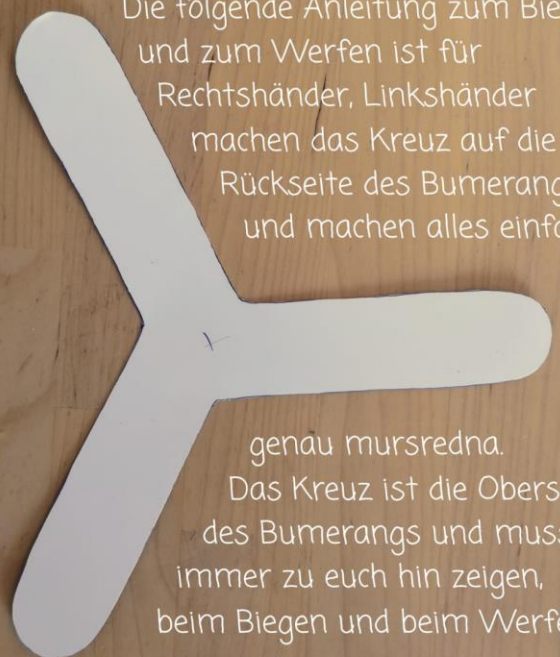 Die folgende Anleitung zum
und zum Werfen ist für
Rechtshänder, Linkshänder
machen das Kreuz auf die
Rückseite des
und machen alles
genau mursredna.
Das Kreuz ist die
des Bumerangs und
immer zu euch hin zeigen,
beim Biegen und beim